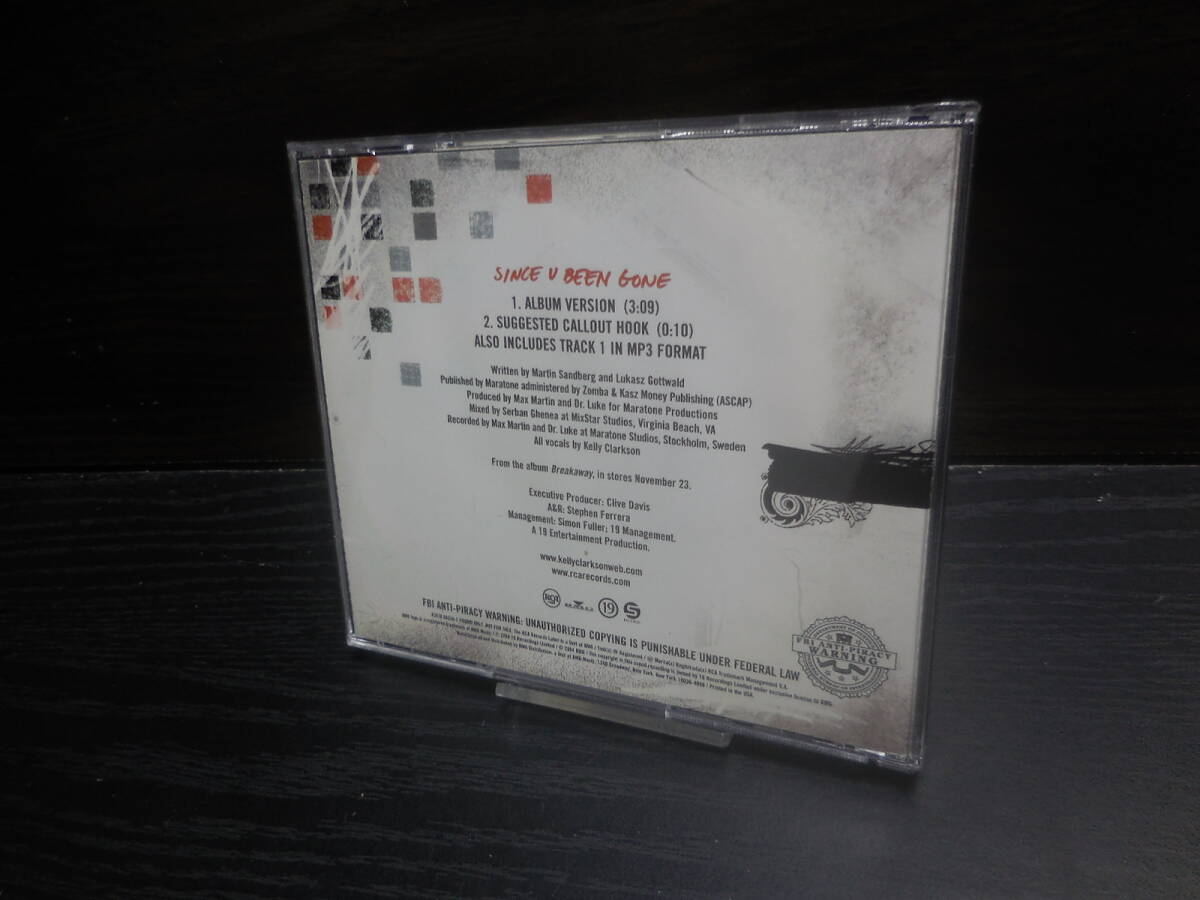 SINCE U BEEN GONE
1. ALBUM VERSION (3:09)
2. SUGGESTED CALLOUT HOOK (0:10)
ALSO INCLUDES TRACK 1 IN MP3 FORMAT
Written by Martin Sandberg and Lukasz Gottwald
Published by Maratone administered by Zomba & Kasz Money Publishing (ASCAP)
Produced by Max Martin and Dr. Luke for Maratone Productions
Mixed by Serban Ghenea at MixStar Studios, Virginia Beach, VA
Recorded by Max Martin and Dr. Luke at Maratone Studios, Stockholm, Sweden
All vocals by Kelly Clarkson
From the album Breakaway, in stores November 23.
Executive Producer: Clive Davis
A&R: Stephen Ferrera
Management: Simon Fuller; 19 Management.
A 19 Entertainment Production.
www.kellyclarksonweb.com
www.rcarecords.com
RCA
19
S
FBI ANTI-PIRACY WARNING: UNAUTHORIZED COPYING IS PUNISHABLE UNDER FEDERAL LAW
FBI ANTI-PIRACY
WARNING